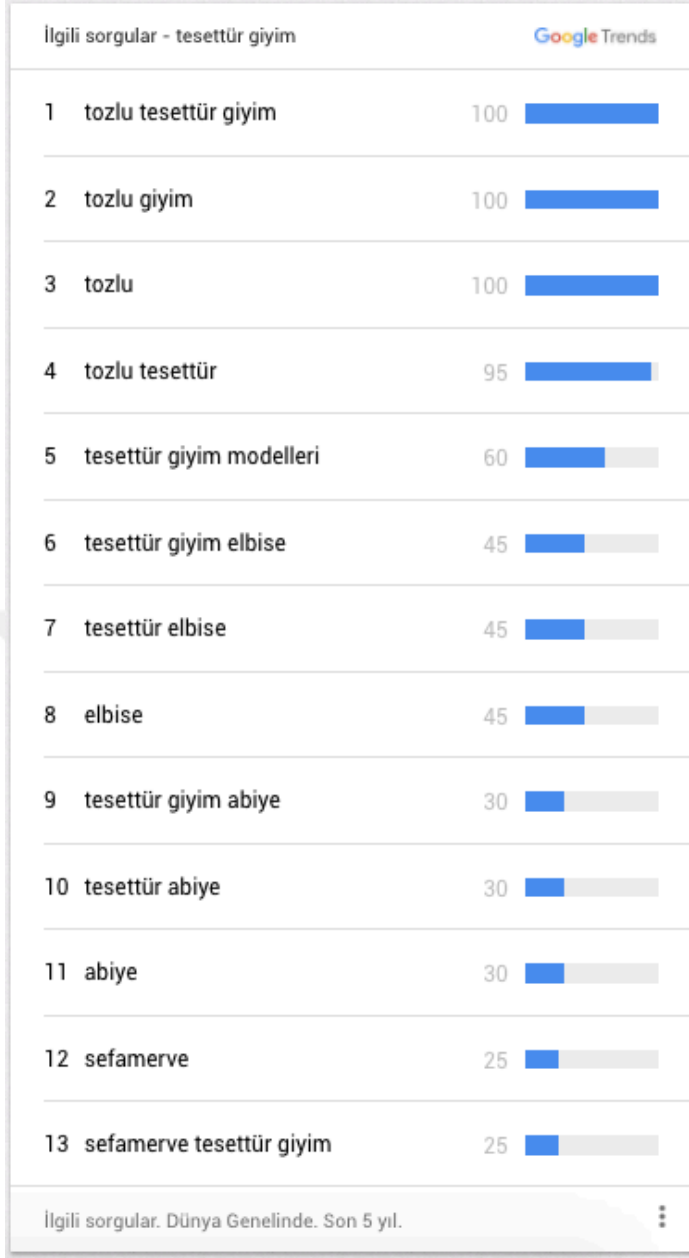 İlgili sorgular - tesettür giyim Google Trends
1 tozlu tesettür giyim 100
2 tozlu giyim 100
3 tozlu 100
4 tozlu tesettür 95
5 tesettür giyim modelleri 60
6 tesettür giyim elbise 45
7 tesettür elbise 45
8 elbise 45
9 tesettür giyim abiye 30
10 tesettür abiye 30
11 abiye 30
12 sefamerve 25
13 sefamerve tesettür giyim 25
İlgili sorgular. Dünya Genelinde. Son 5 yıl.